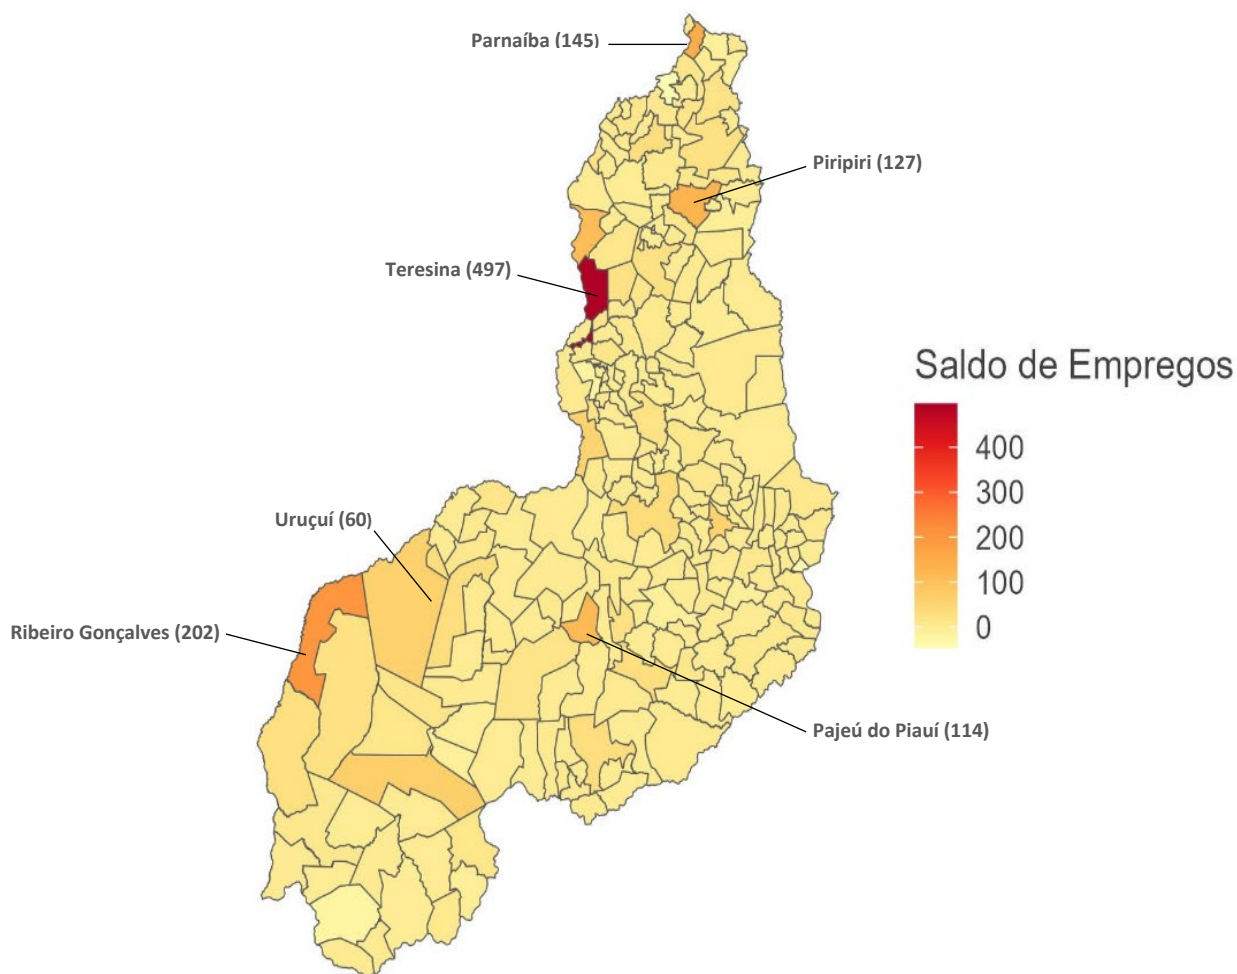 Parnaíba (145)
Piripiri (127)
Teresina (497)
Saldo de Empregos
400
300
200
100
0
Uruçuí (60)
Ribeiro Gonçalves (202)
Pajeú do Piauí (114)